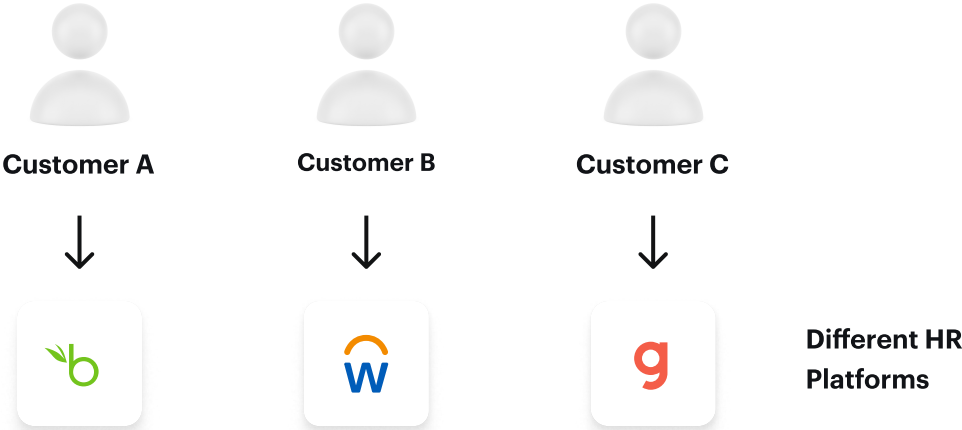 Customer A
Customer B
Customer C
b
w
g
Different HR
Platforms